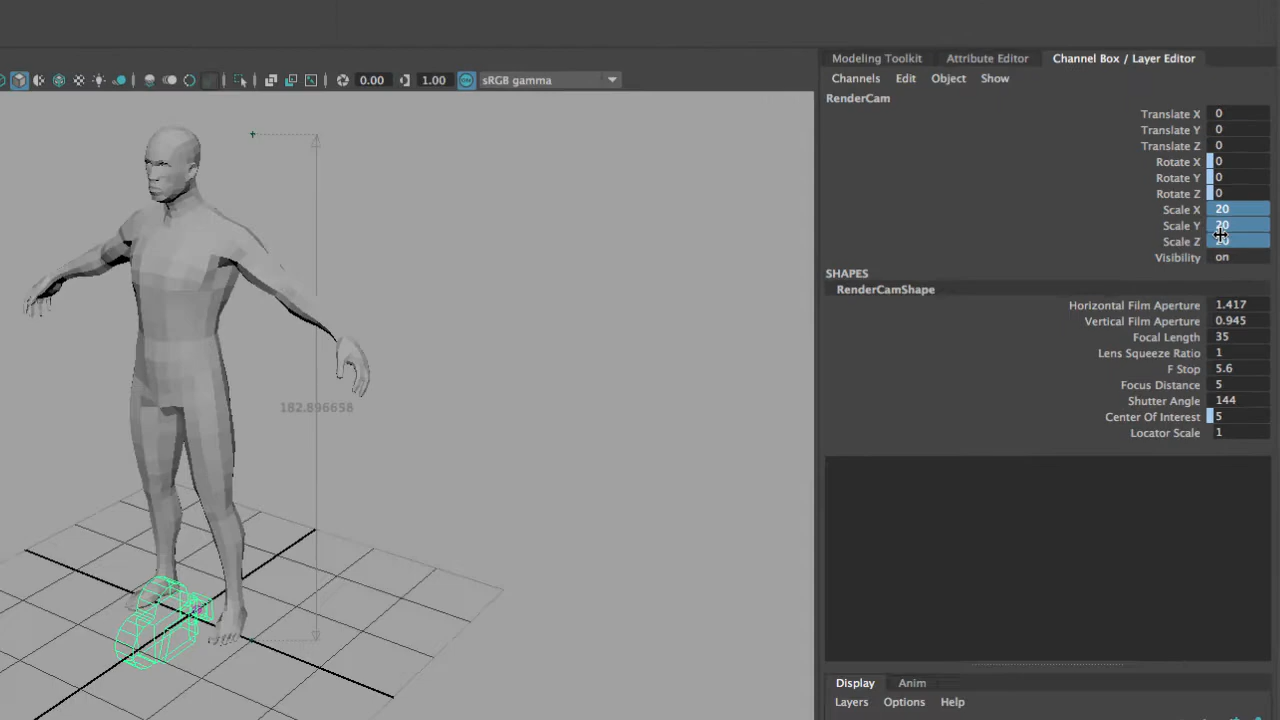 Modeling Toolkit Attribute Editor Channel Box / Layer Editor
0.00 1.00 sRGB gamma
Channels Edit Object Show
RenderCam
Translate X 0
Translate Y 0
Translate Z 0
Rotate X 0
Rotate Y 0
Rotate Z 0
Scale X 20
Scale Y 20
Scale Z 20
Visibility on
SHAPES
RenderCamShape
Horizontal Film Aperture 1.417
Vertical Film Aperture 0.945
Focal Length 35
Lens Squeeze Ratio 1
F Stop 5.6
Focus Distance 5
Shutter Angle 144
Center Of Interest 5
Locator Scale 1
182.896658
Display Anim
Layers Options Help